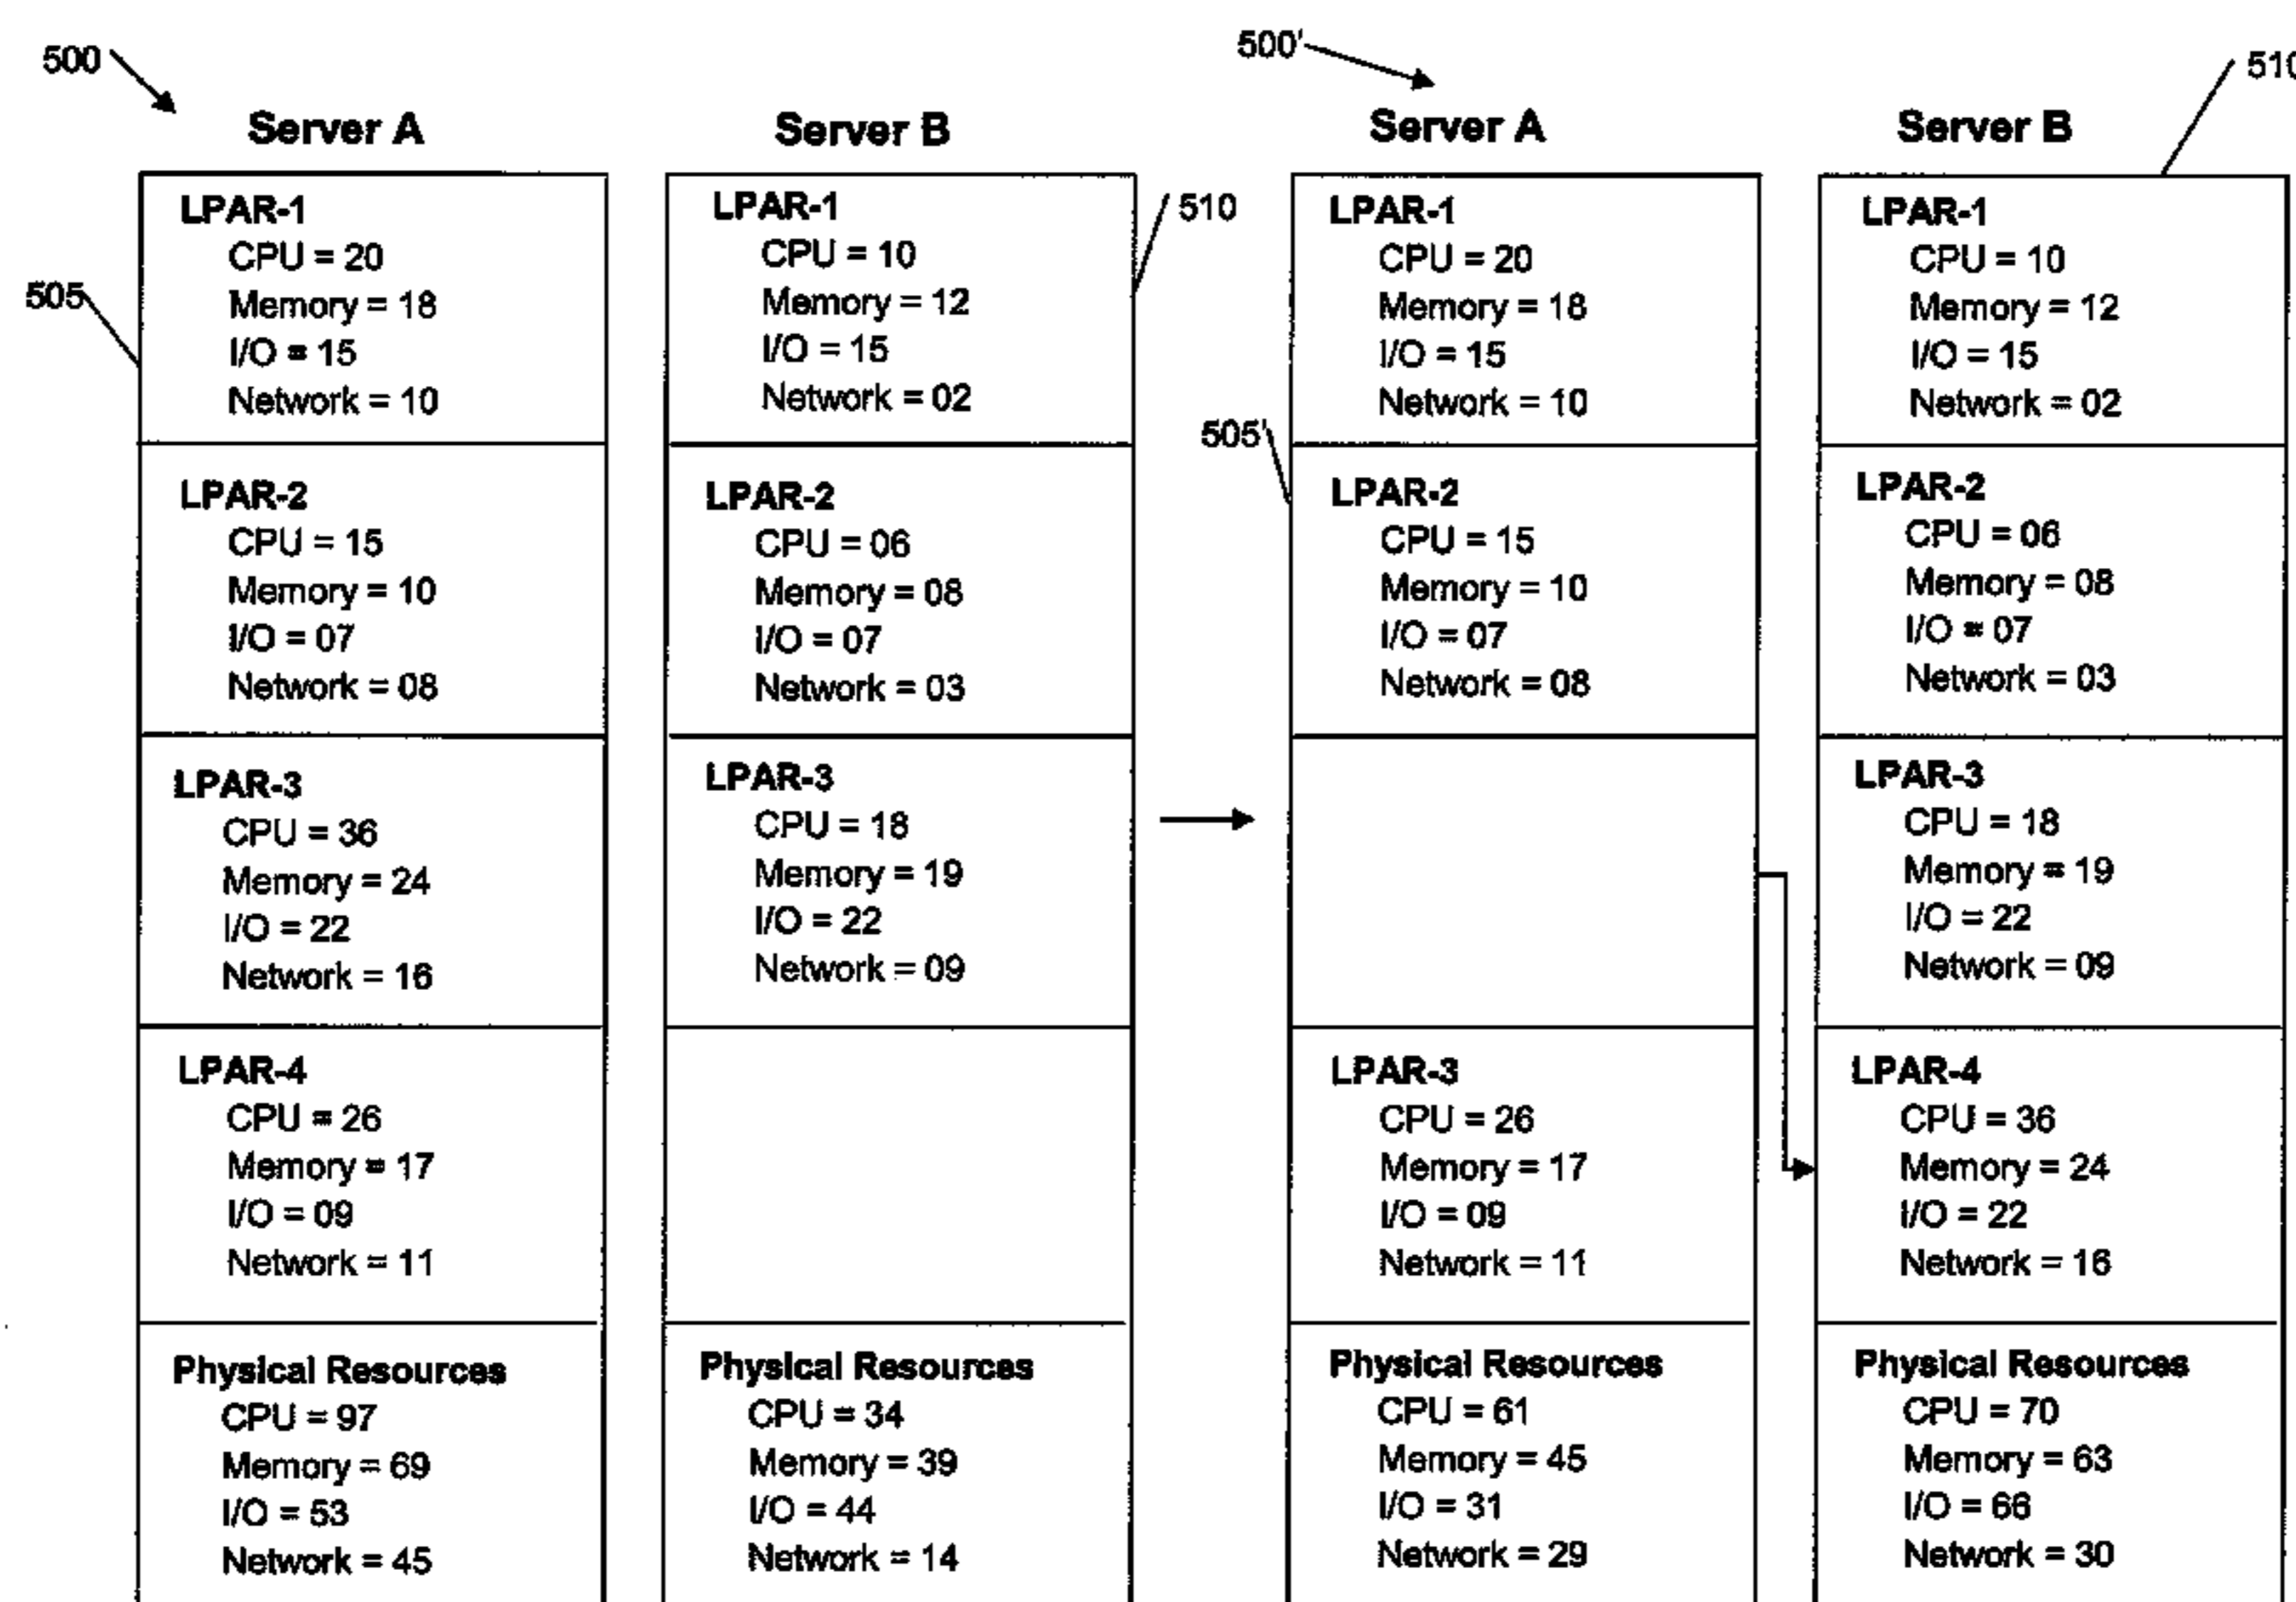 500
Server A
505
LPAR-1
CPU = 20
Memory = 18
I/O = 15
Network = 10
LPAR-2
CPU = 15
Memory = 10
I/O = 07
Network = 08
LPAR-3
CPU = 36
Memory = 24
I/O = 22
Network = 16
LPAR-4
CPU = 26
Memory = 17
I/O = 09
Network = 11
Physical Resources
CPU = 97
Memory = 69
I/O = 53
Network = 45
Server B
510
LPAR-1
CPU = 10
Memory = 12
I/O = 15
Network = 02
LPAR-2
CPU = 06
Memory = 08
I/O = 07
Network = 03
LPAR-3
CPU = 18
Memory = 19
I/O = 22
Network = 09
Physical Resources
CPU = 34
Memory = 39
I/O = 44
Network = 14
500'
Server A
505'
LPAR-1
CPU = 20
Memory = 18
I/O = 15
Network = 10
LPAR-2
CPU = 15
Memory = 10
I/O = 07
Network = 08
LPAR-3
CPU = 26
Memory = 17
I/O = 09
Network = 11
Physical Resources
CPU = 61
Memory = 45
I/O = 31
Network = 29
510
Server B
LPAR-1
CPU = 10
Memory = 12
I/O = 15
Network = 02
LPAR-2
CPU = 06
Memory = 08
I/O = 07
Network = 03
LPAR-3
CPU = 18
Memory = 19
I/O = 22
Network = 09
LPAR-4
CPU = 36
Memory = 24
I/O = 22
Network = 16
Physical Resources
CPU = 70
Memory = 63
I/O = 66
Network = 30